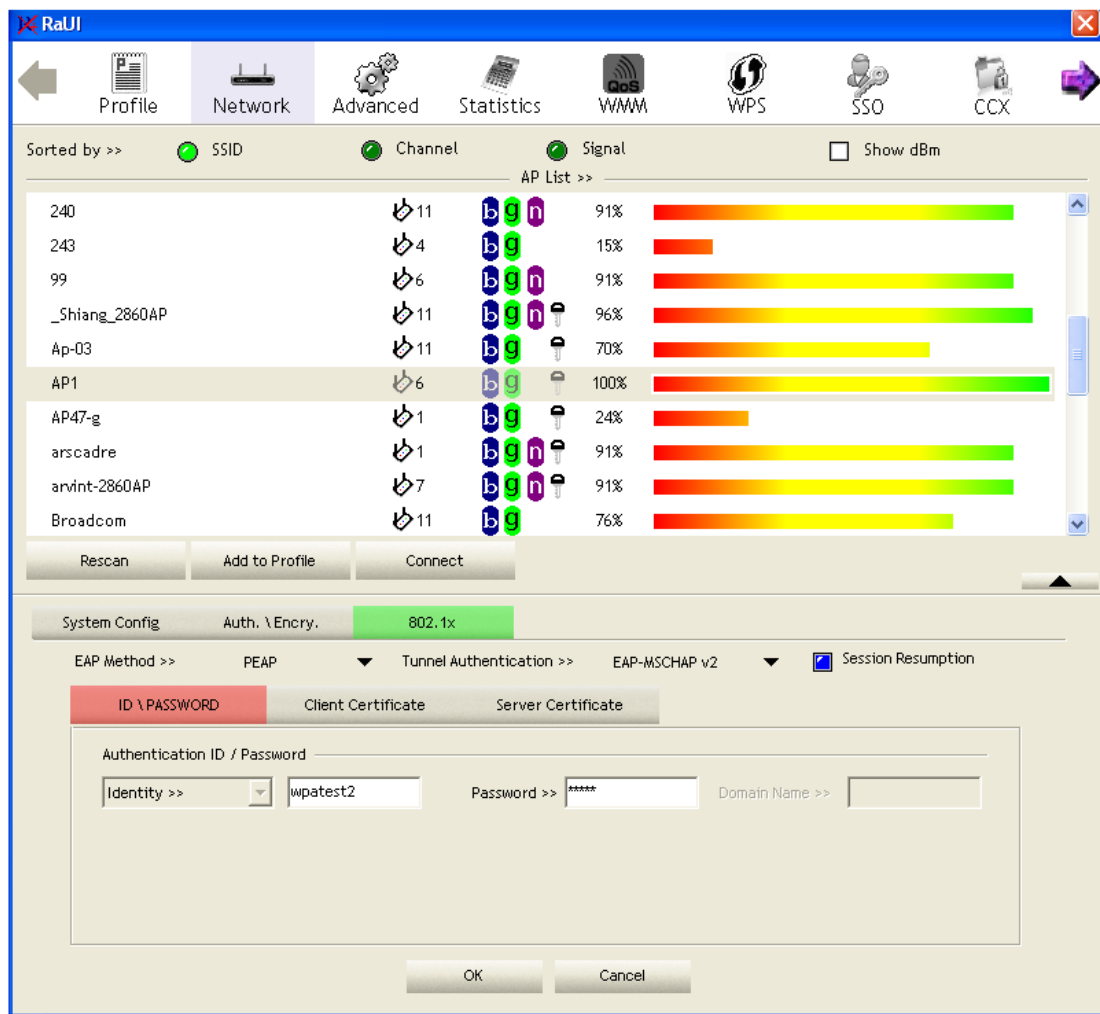 RaUI
Profile Network Advanced Statistics QoS WMM WPS SSO CCX
Sorted by >> SSID Channel Signal Show dBm
AP List >>
240 11 b g n 91%
243 4 b g 15%
99 6 b g n 91%
_Shiang_2860AP 11 b g n 96%
Ap-03 11 b g 70%
AP1 6 b g 100%
AP47-g 1 b g 24%
arscadre 1 b g n 91%
arvint-2860AP 7 b g n 91%
Broadcom 11 b g 76%
Rescan Add to Profile Connect
System Config Auth. \ Encry. 802.1x
EAP Method >> PEAP Tunnel Authentication >> EAP-MSCHAP v2 Session Resumption
ID \ PASSWORD Client Certificate Server Certificate
Authentication ID / Password
Identity >> wpatest2 Password >> ***** Domain Name >>
OK Cancel